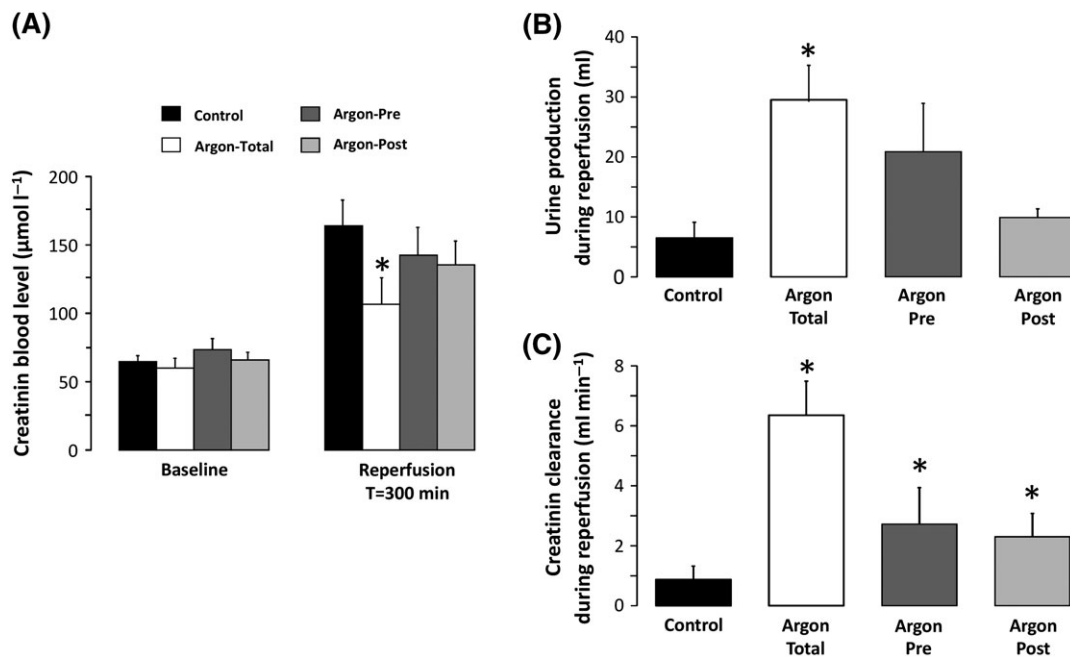 (A)
Control
Argon-Pre
Argon-Total
Argon-Post
Creatinin blood level (µmol l⁻¹)
200
150
100
50
0
*
Baseline
Reperfusion
T=300 min
(B)
Urine production
during reperfusion (ml)
40
30
20
10
0
*
Control
Argon
Total
Argon
Pre
Argon
Post
(C)
Creatinin clearance
during reperfusion (ml min⁻¹)
8
6
4
2
0
*
*
*
Control
Argon
Total
Argon
Pre
Argon
Post